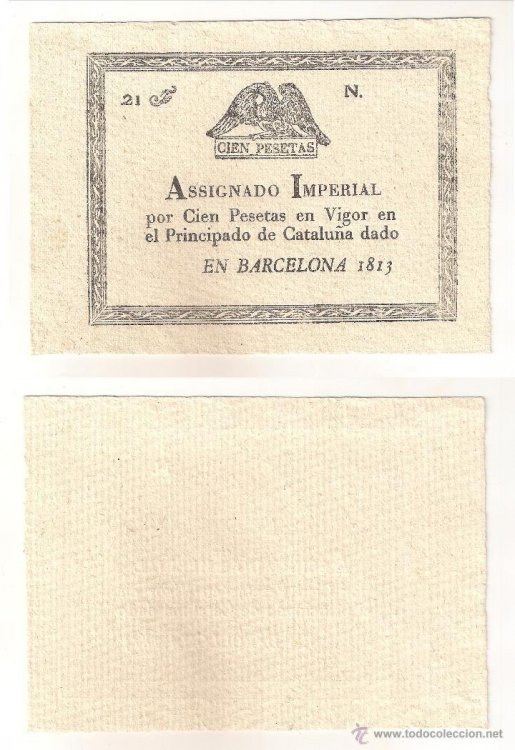 21 N.
CIEN PESETAS
ASSIGNADO IMPERIAL
por Cien Pesetas en Vigor en
el Principado de Cataluña dado
EN BARCELONA 1813
© www.todocoleccion.net